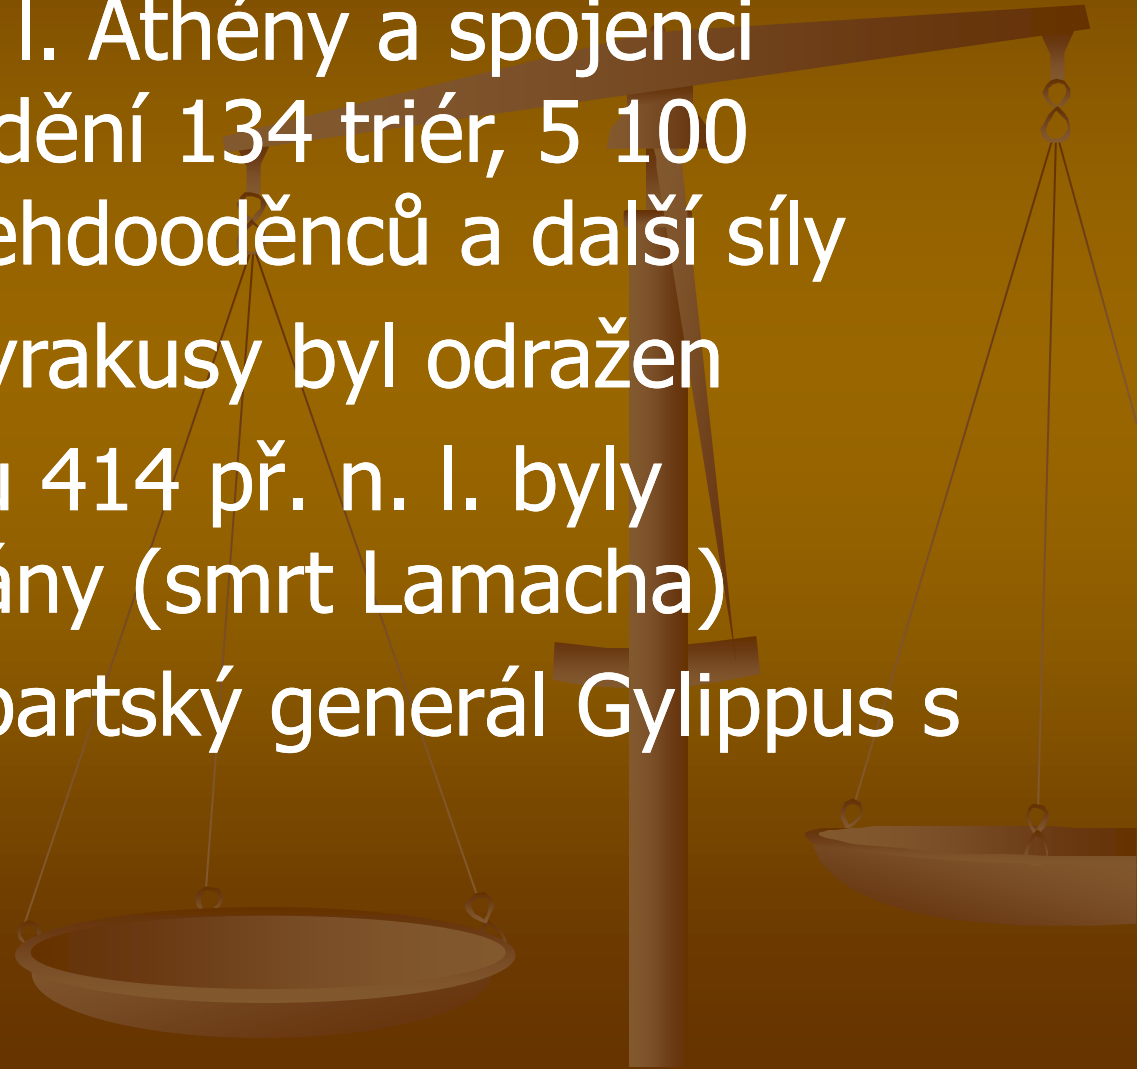 l. Athény a spojenci
dění 134 triér, 5 100
ehdooděnců a další síly
yrakusy byl odražen
u 414 př. n. l. byly
ány (smrt Lamacha)
partský generál Gylippus s